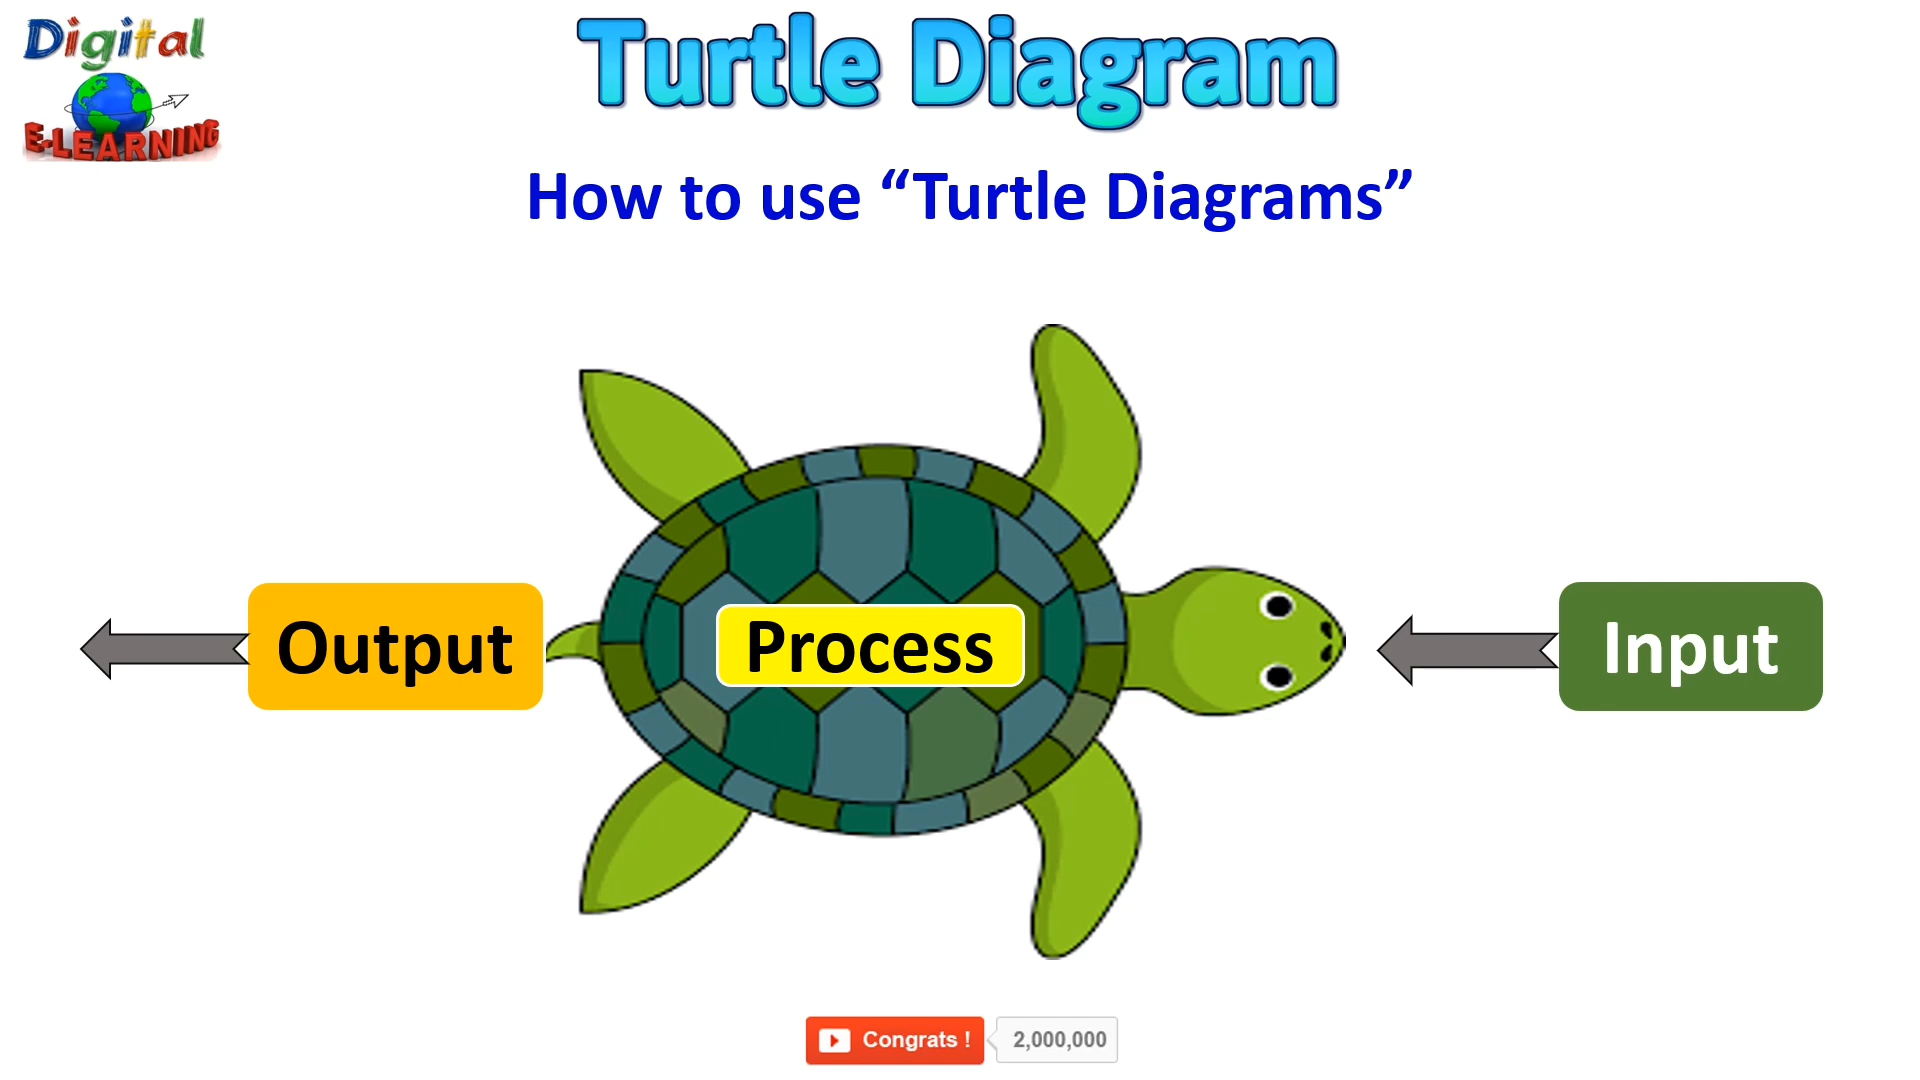 Digital
E-LEARNING
Turtle Diagram
How to use “Turtle Diagrams”
Output
Process
Input
Congrats !
2,000,000